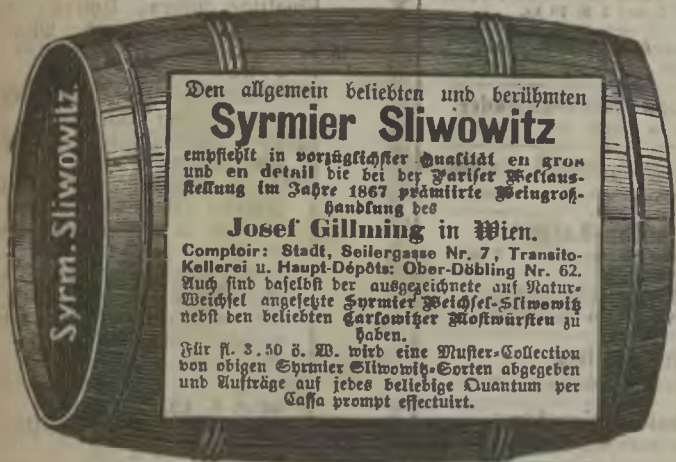 Syrm. Sliwowitz.
Den allgemein beliebten und berühmten
Syrmier Sliwowitz
empfiehlt in vorzüglichster Qualität en gros
und en detail die bei der Pariser Weltaus-
stellung im Jahre 1867 prämiirte Weingroß-
handlung des
Josef Gillming in Wien.
Comptoir: Stadt, Seilergasse Nr. 7, Transito-
Kellerei u. Haupt-Dépôts: Ober-Döbling Nr. 62.
Auch sind daselbst der ausgezeichnete auf Natur-
Weichsel angesetzte Syrmier Weichsel-Sliwowitz
nebst den beliebten Carlowitzer Mostwürsten zu
haben.
Für fl. 3.50 ö. W. wird eine Muster-Collection
von obigen Syrmier Sliwowitz-Sorten abgegeben
und Aufträge auf jedes beliebige Quantum per
Cassa prompt effectuirt.